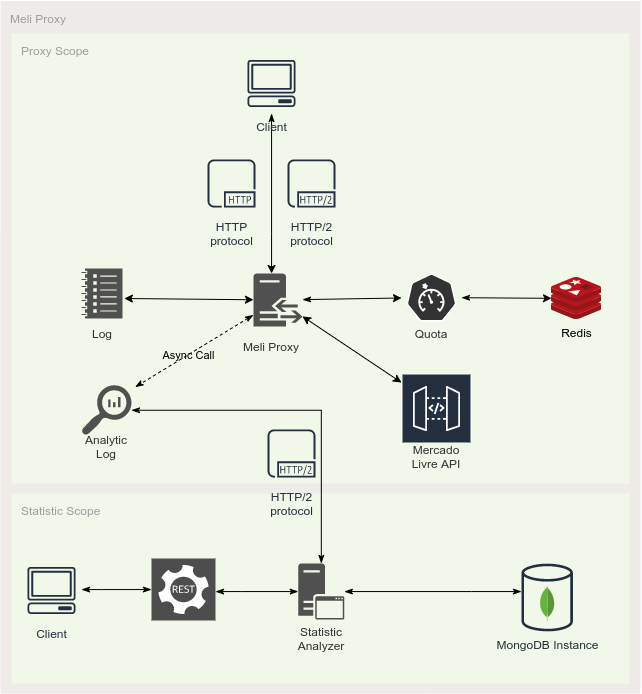 Meli Proxy
Proxy Scope
Client
HTTP
HTTP/2
HTTP
protocol
HTTP/2
protocol
Log
Meli Proxy
Quota
Redis
Async Call
Analytic
Log
Mercado
Livre API
HTTP/2
HTTP/2
protocol
Statistic Scope
REST
Client
Statistic
Analyzer
MongoDB Instance